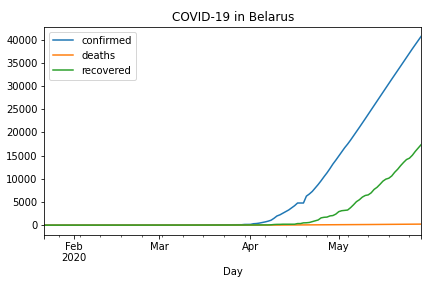 COVID-19 in Belarus
confirmed
deaths
recovered
40000
35000
30000
25000
20000
15000
10000
5000
0
Feb
2020
Mar
Apr
May
Day